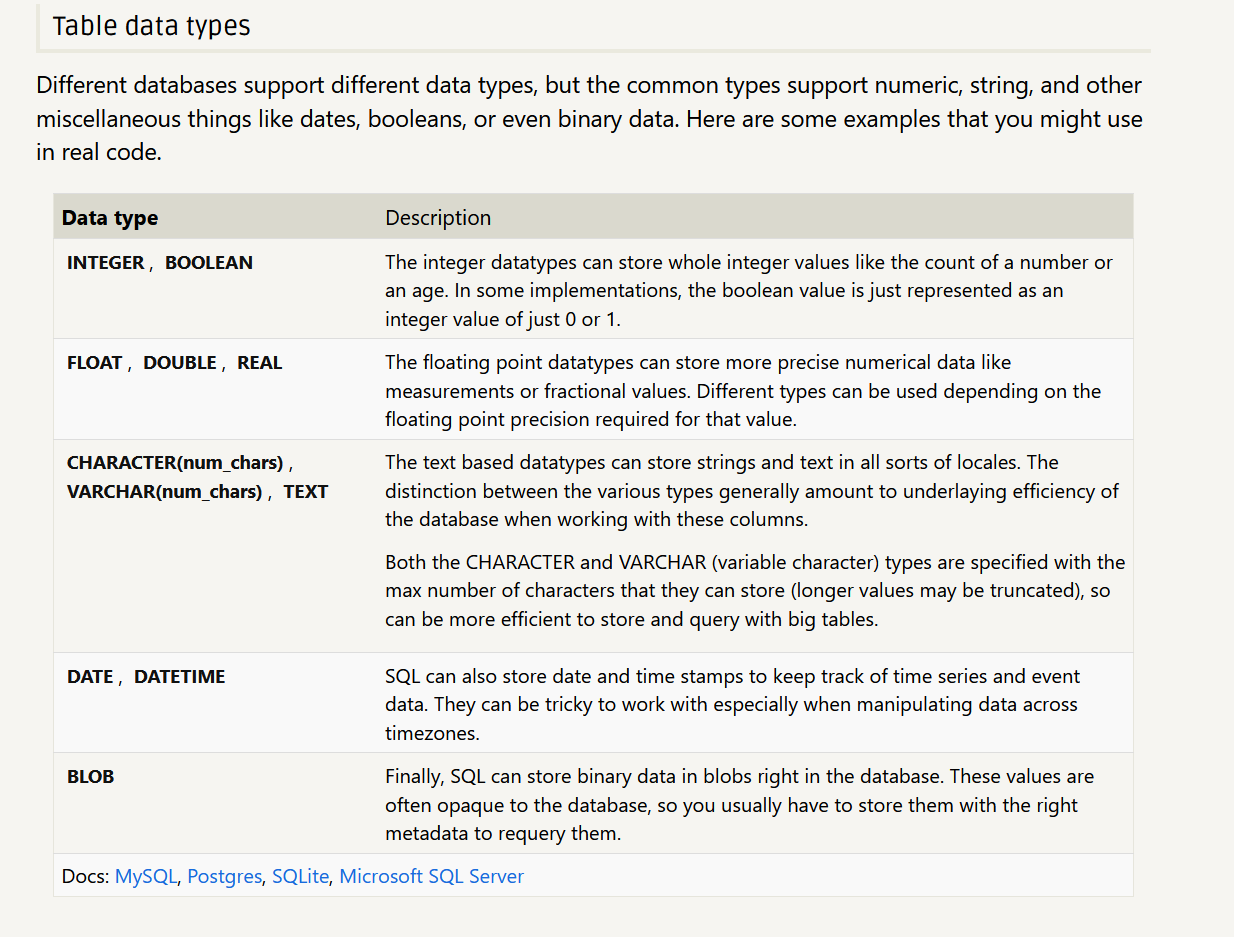 Table data types
Different databases support different data types, but the common types support numeric, string, and other
miscellaneous things like dates, booleans, or even binary data. Here are some examples that you might use
in real code.
Data type Description
INTEGER , BOOLEAN The integer datatypes can store whole integer values like the count of a number or
an age. In some implementations, the boolean value is just represented as an
integer value of just 0 or 1.
FLOAT , DOUBLE , REAL The floating point datatypes can store more precise numerical data like
measurements or fractional values. Different types can be used depending on the
floating point precision required for that value.
CHARACTER(num_chars) , The text based datatypes can store strings and text in all sorts of locales. The
VARCHAR(num_chars) , TEXT distinction between the various types generally amount to underlaying efficiency of
the database when working with these columns.
Both the CHARACTER and VARCHAR (variable character) types are specified with the
max number of characters that they can store (longer values may be truncated), so
can be more efficient to store and query with big tables.
DATE , DATETIME SQL can also store date and time stamps to keep track of time series and event
data. They can be tricky to work with especially when manipulating data across
timezones.
BLOB Finally, SQL can store binary data in blobs right in the database. These values are
often opaque to the database, so you usually have to store them with the right
metadata to requery them.
Docs: MySQL, Postgres, SQLite, Microsoft SQL Server